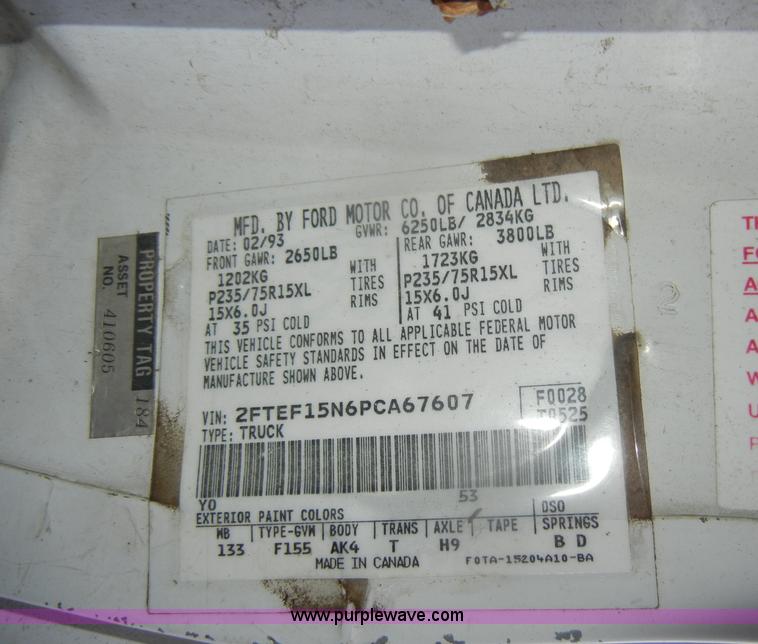 MFD. BY FORD MOTOR CO. OF CANADA LTD.
DATE: 02/93 GVWR: 6250LB/ 2834KG
FRONT GAWR: 2650LB REAR GAWR: 3800LB
1202KG WITH 1723KG WITH
P235/75R15XL TIRES P235/75R15XL TIRES
15X6.0J RIMS 15X6.0J RIMS
AT 35 PSI COLD AT 41 PSI COLD
THIS VEHICLE CONFORMS TO ALL APPLICABLE FEDERAL MOTOR
VEHICLE SAFETY STANDARDS IN EFFECT ON THE DATE OF
MANUFACTURE SHOWN ABOVE.
VIN: 2FTEF15N6PCA67607 F0028
TYPE: TRUCK T0525
YO 53
EXTERIOR PAINT COLORS DSO
WB TYPE-GVM BODY TRANS AXLE TAPE SPRINGS
133 F155 AK4 T H9 B D
MADE IN CANADA F0TA-15204A10-BA
PROPERTY TAG 184
ASSET
NO. 410605
2
www.purplewave.com